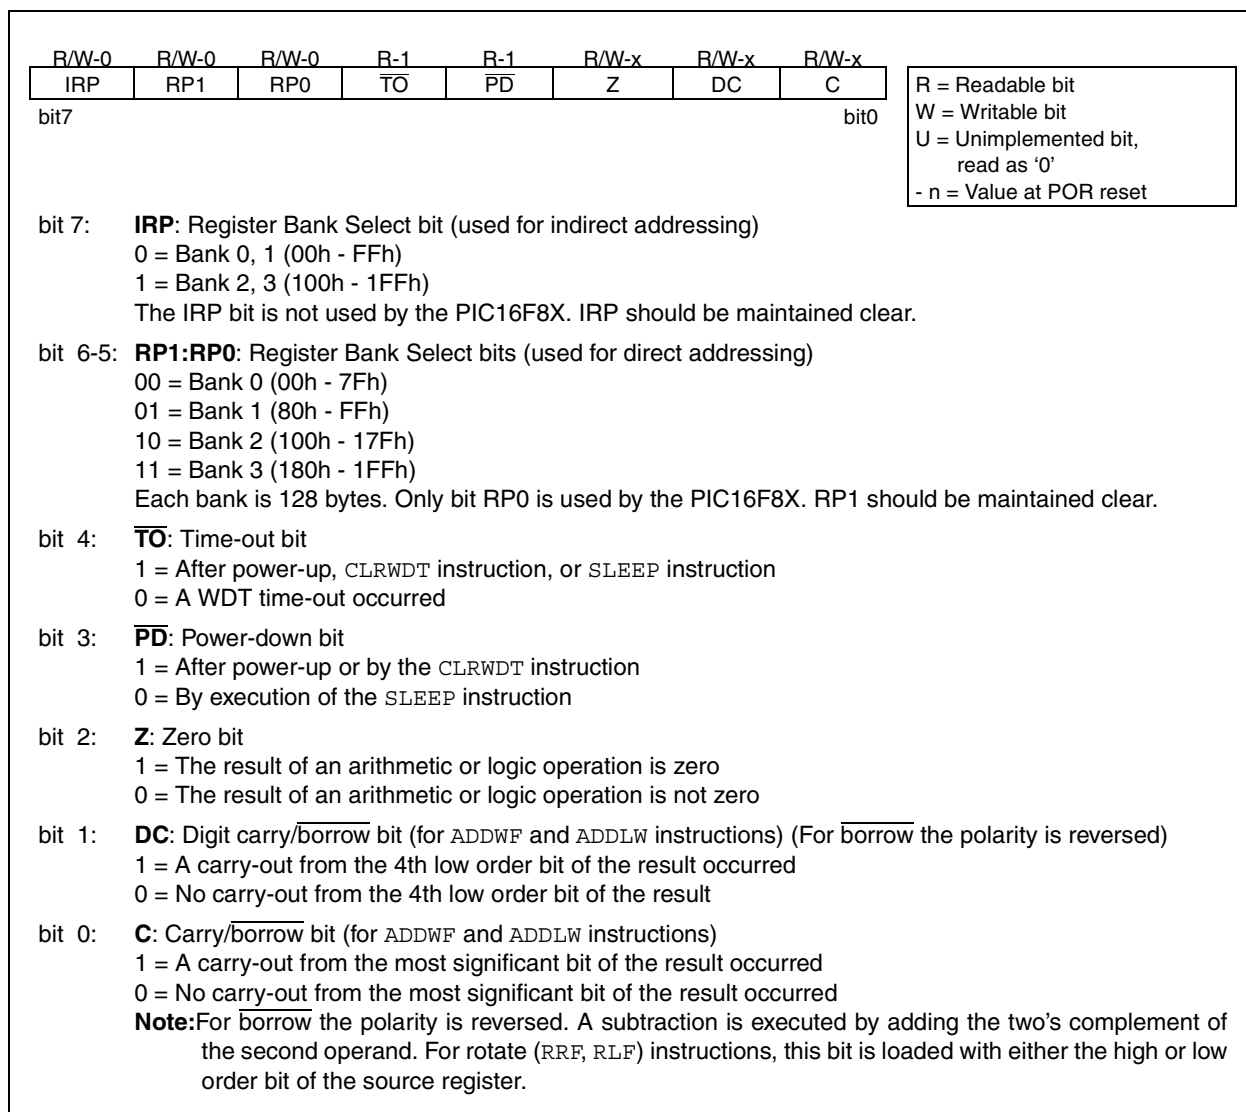 R/W-0 R/W-0 R/W-0 R-1 R-1 R/W-x R/W-x R/W-x
IRP RP1 RP0 T̅O̅ P̅D̅ Z DC C
bit7 bit0
R = Readable bit
W = Writable bit
U = Unimplemented bit,
read as ‘0’
- n = Value at POR reset
bit 7: IRP: Register Bank Select bit (used for indirect addressing)
0 = Bank 0, 1 (00h - FFh)
1 = Bank 2, 3 (100h - 1FFh)
The IRP bit is not used by the PIC16F8X. IRP should be maintained clear.
bit 6-5: RP1:RP0: Register Bank Select bits (used for direct addressing)
00 = Bank 0 (00h - 7Fh)
01 = Bank 1 (80h - FFh)
10 = Bank 2 (100h - 17Fh)
11 = Bank 3 (180h - 1FFh)
Each bank is 128 bytes. Only bit RP0 is used by the PIC16F8X. RP1 should be maintained clear.
bit 4: T̅O̅: Time-out bit
1 = After power-up, CLRWDT instruction, or SLEEP instruction
0 = A WDT time-out occurred
bit 3: P̅D̅: Power-down bit
1 = After power-up or by the CLRWDT instruction
0 = By execution of the SLEEP instruction
bit 2: Z: Zero bit
1 = The result of an arithmetic or logic operation is zero
0 = The result of an arithmetic or logic operation is not zero
bit 1: DC: Digit carry/b̅o̅r̅r̅o̅w̅ bit (for ADDWF and ADDLW instructions) (For b̅o̅r̅r̅o̅w̅ the polarity is reversed)
1 = A carry-out from the 4th low order bit of the result occurred
0 = No carry-out from the 4th low order bit of the result
bit 0: C: Carry/b̅o̅r̅r̅o̅w̅ bit (for ADDWF and ADDLW instructions)
1 = A carry-out from the most significant bit of the result occurred
0 = No carry-out from the most significant bit of the result occurred
Note:For b̅o̅r̅r̅o̅w̅ the polarity is reversed. A subtraction is executed by adding the two’s complement of
the second operand. For rotate (RRF, RLF) instructions, this bit is loaded with either the high or low
order bit of the source register.